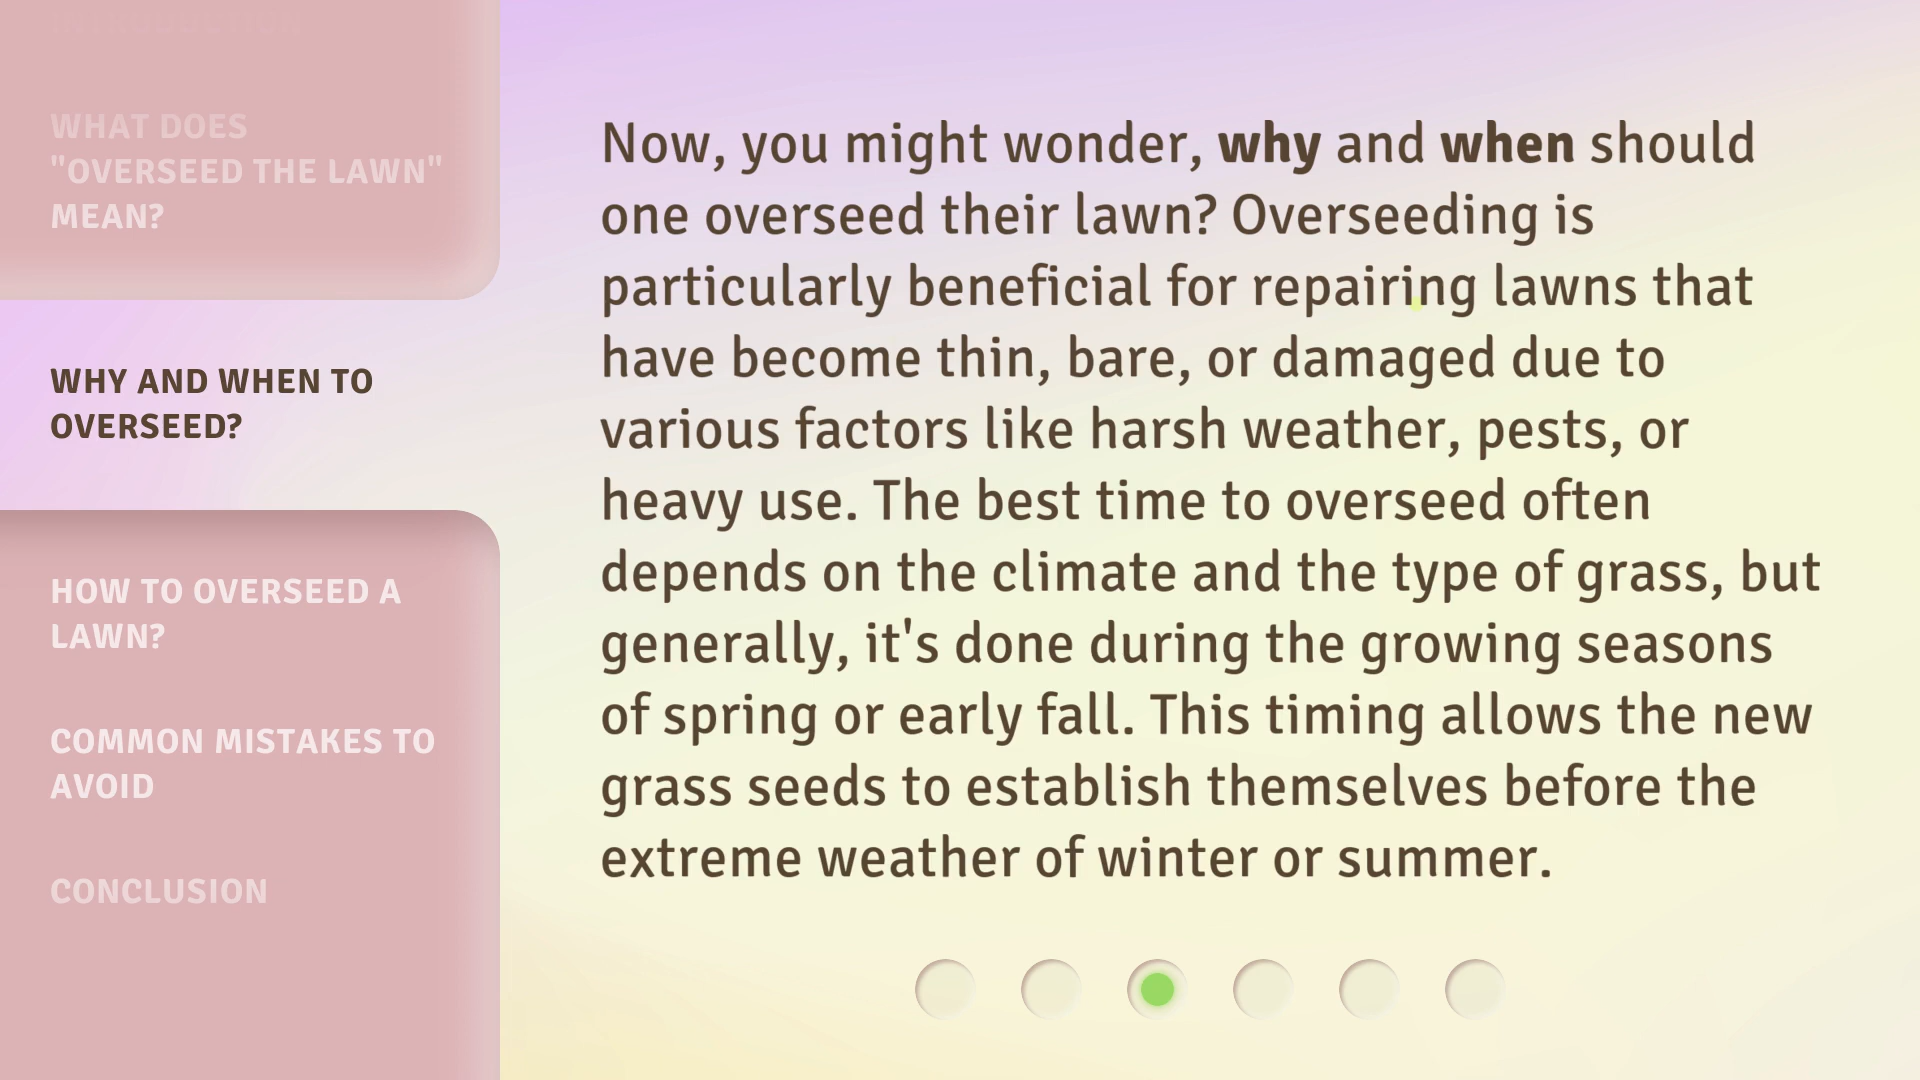 INTRODUCTION
WHAT DOES
"OVERSEED THE LAWN"
MEAN?
WHY AND WHEN TO
OVERSEED?
HOW TO OVERSEED A
LAWN?
COMMON MISTAKES TO
AVOID
CONCLUSION
Now, you might wonder, why and when should
one overseed their lawn? Overseeding is
particularly beneficial for repairing lawns that
have become thin, bare, or damaged due to
various factors like harsh weather, pests, or
heavy use. The best time to overseed often
depends on the climate and the type of grass, but
generally, it's done during the growing seasons
of spring or early fall. This timing allows the new
grass seeds to establish themselves before the
extreme weather of winter or summer.